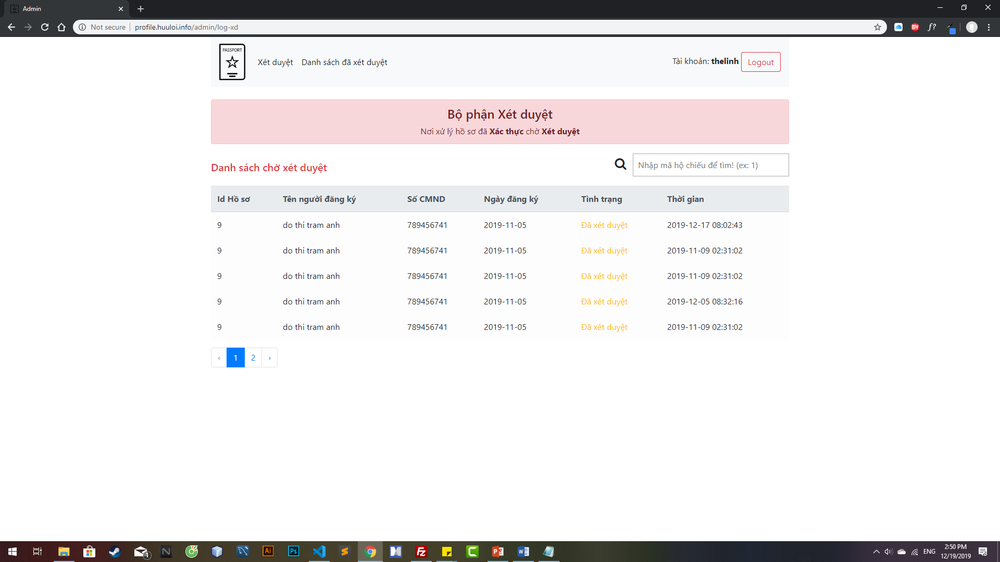 Admin
Not secure profile.huuloi.info/admin/log-xd
MY f?
PASSPORT
Xét duyệt Danh sách đã xét duyệt Tài khoản: thelinh Logout
Bộ phận Xét duyệt
Nơi xử lý hồ sơ đã Xác thực chờ Xét duyệt
Danh sách chờ xét duyệt Nhập mã hộ chiếu để tìm! (ex: 1)
Id Hồ sơ Tên người đăng ký Số CMND Ngày đăng ký Tình trạng Thời gian
9 do thi tram anh 789456741 2019-11-05 Đã xét duyệt 2019-12-17 08:02:43
9 do thi tram anh 789456741 2019-11-05 Đã xét duyệt 2019-11-09 02:31:02
9 do thi tram anh 789456741 2019-11-05 Đã xét duyệt 2019-11-09 02:31:02
9 do thi tram anh 789456741 2019-11-05 Đã xét duyệt 2019-12-05 08:32:16
9 do thi tram anh 789456741 2019-11-05 Đã xét duyệt 2019-11-09 02:31:02
‹ 1 2 ›
1 N Ai Ps Fz C P W ENG 2:50 PM
12/19/2019